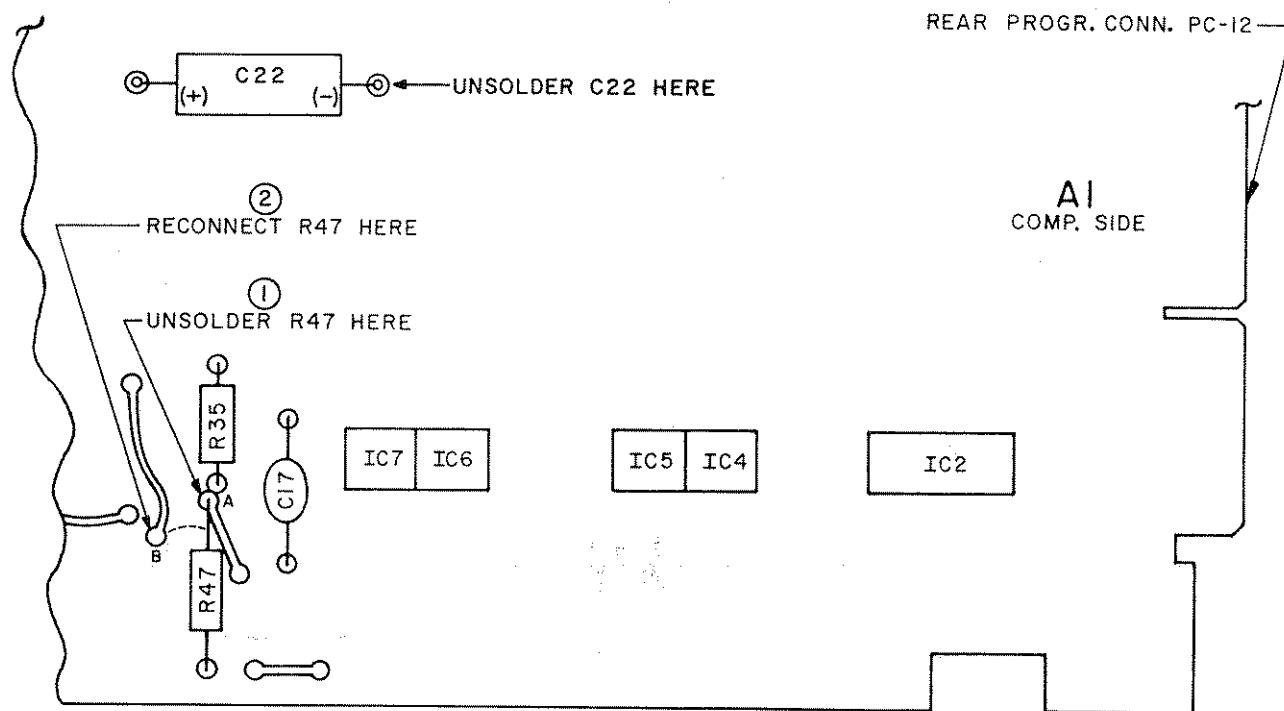 REAR PROGR. CONN. PC-12
C22
(+) (-)
UNSOLDER C22 HERE
A1
COMP. SIDE
2
RECONNECT R47 HERE
1
UNSOLDER R47 HERE
R35
A
C17
IC7 IC6
IC5 IC4
IC2
B
R47